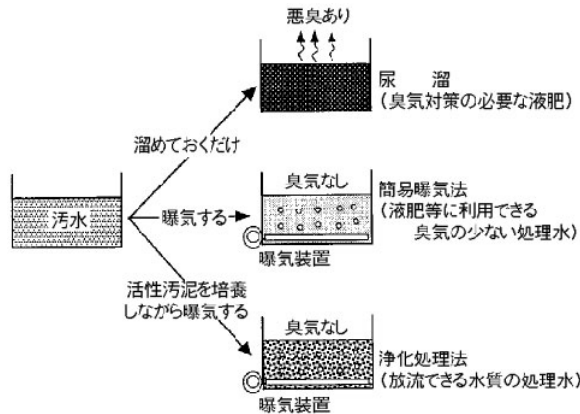 悪臭あり
尿 溜
(臭気対策の必要な液肥)
溜めておくだけ
汚水
臭気なし
簡易曝気法
(液肥等に利用できる
臭気の少ない処理水)
曝気する
曝気装置
活性汚泥を培養
しながら曝気する
臭気なし
浄化処理法
(放流できる水質の処理水)
曝気装置